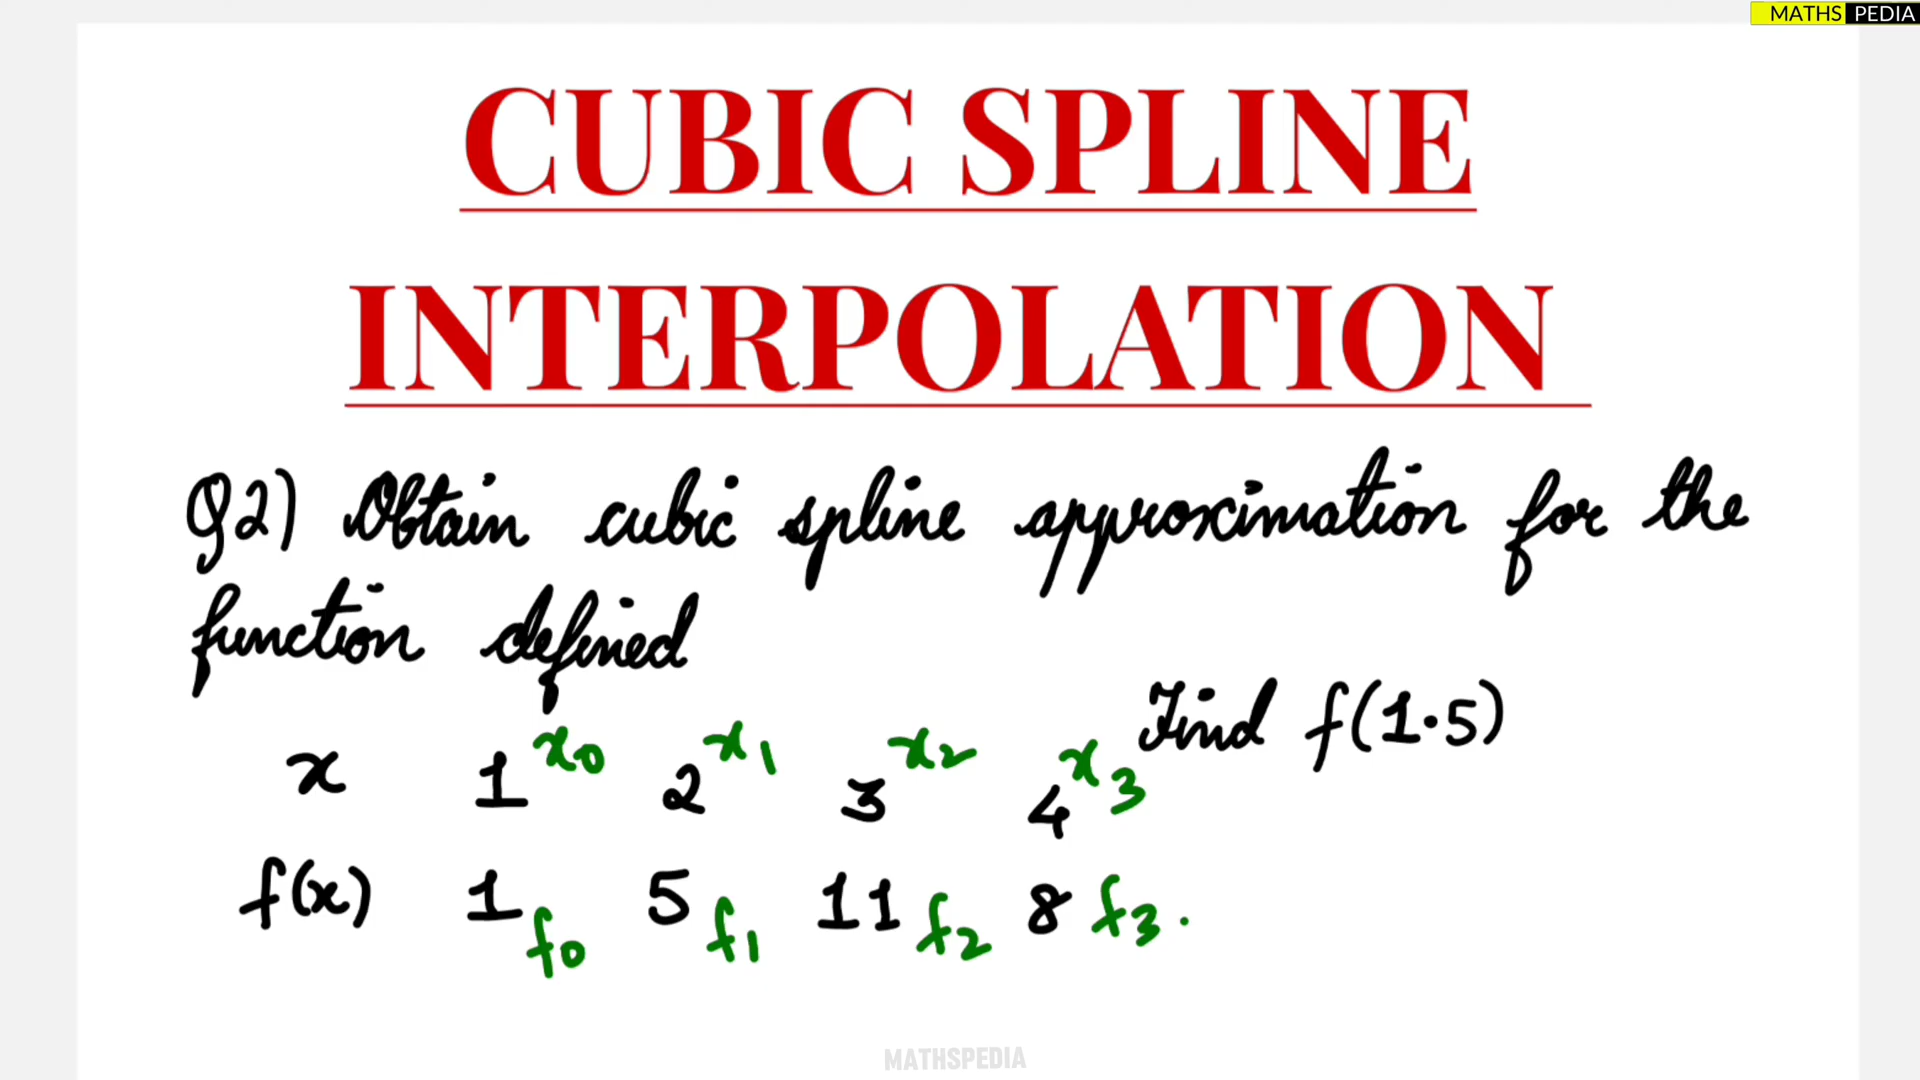 MATHS PEDIA
CUBIC SPLINE
INTERPOLATION
Q2) Obtain cubic spline approximation for the
function defined
Find f(1.5)
x 1 x0 2 x1 3 x2 4 x3
f(x) 1 f0 5 f1 11 f2 8 f3 .
MATHSPEDIA